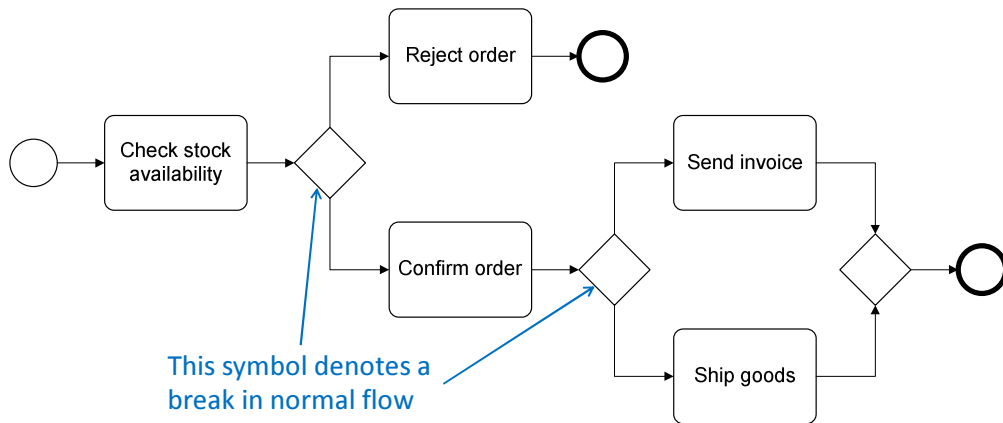 Reject order
Check stock
availability
Send invoice
Confirm order
This symbol denotes a
break in normal flow
Ship goods